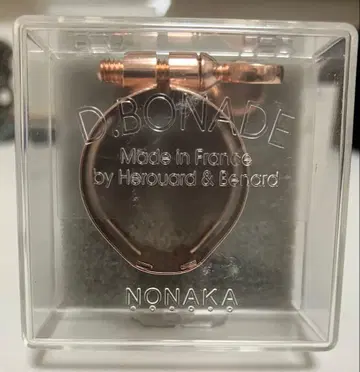 D.BONADE
Made in France
by Herouard & Benard
NONAKA